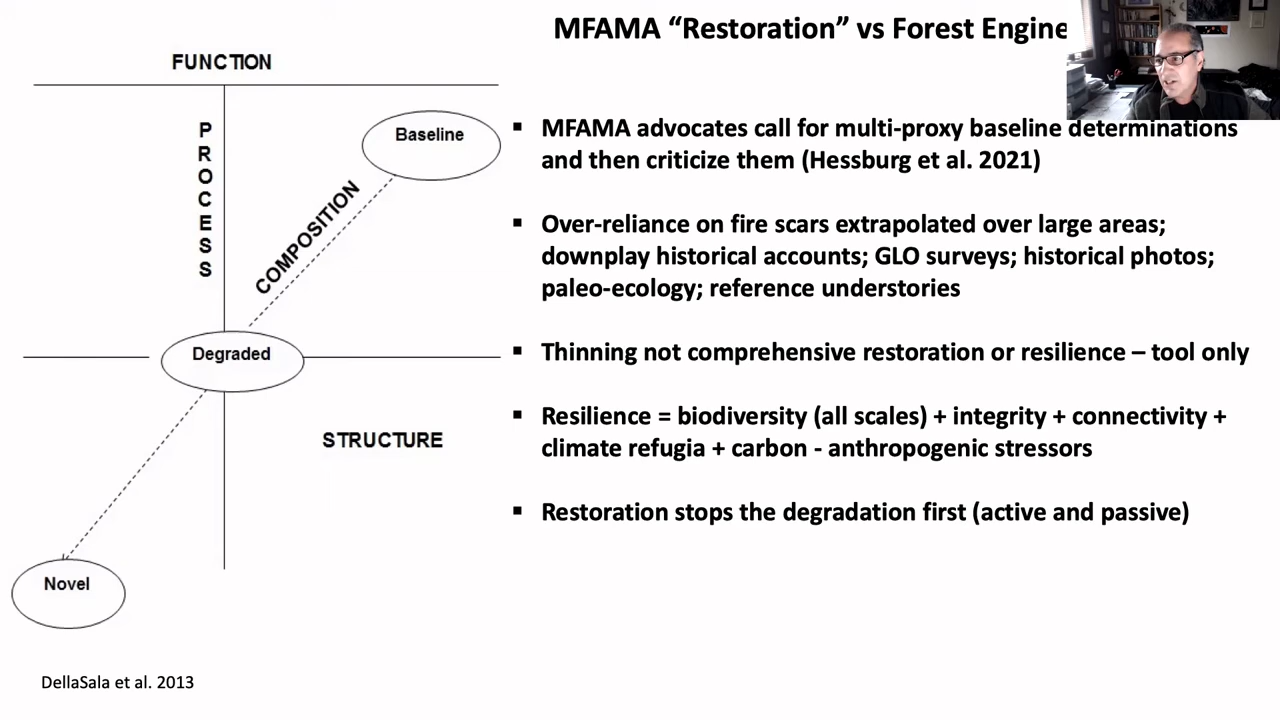 MFAMA “Restoration” vs Forest Engine
FUNCTION
PROCESS
Baseline
COMPOSITION
Degraded
STRUCTURE
Novel
DellaSala et al. 2013
▪ MFAMA advocates call for multi-proxy baseline determinations
and then criticize them (Hessburg et al. 2021)
▪ Over-reliance on fire scars extrapolated over large areas;
downplay historical accounts; GLO surveys; historical photos;
paleo-ecology; reference understories
▪ Thinning not comprehensive restoration or resilience – tool only
▪ Resilience = biodiversity (all scales) + integrity + connectivity +
climate refugia + carbon - anthropogenic stressors
▪ Restoration stops the degradation first (active and passive)